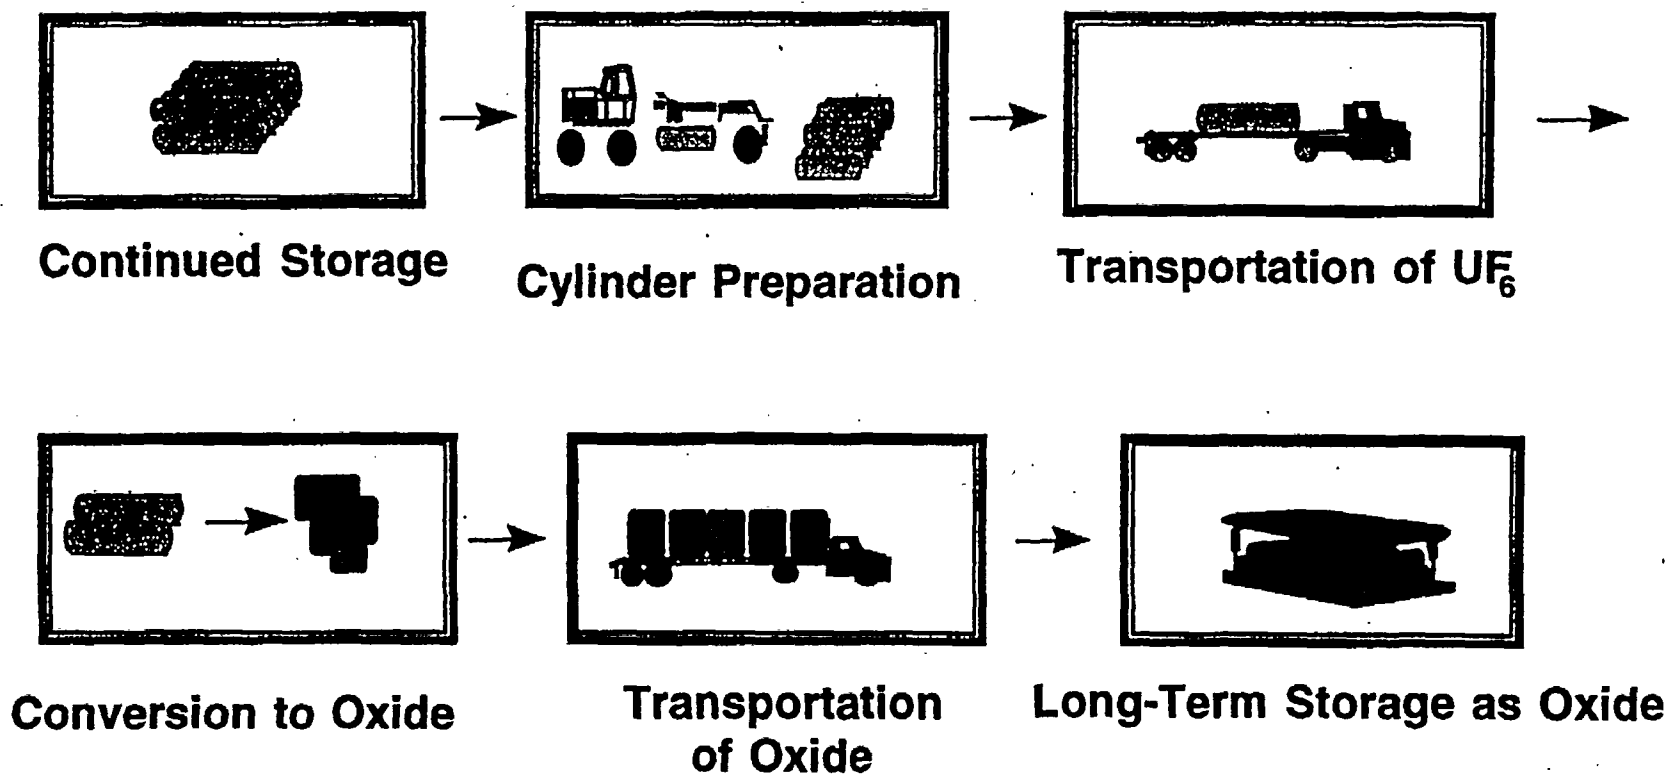 Continued Storage
Cylinder Preparation
Transportation of UF₆
Conversion to Oxide
Transportation
of Oxide
Long-Term Storage as Oxide